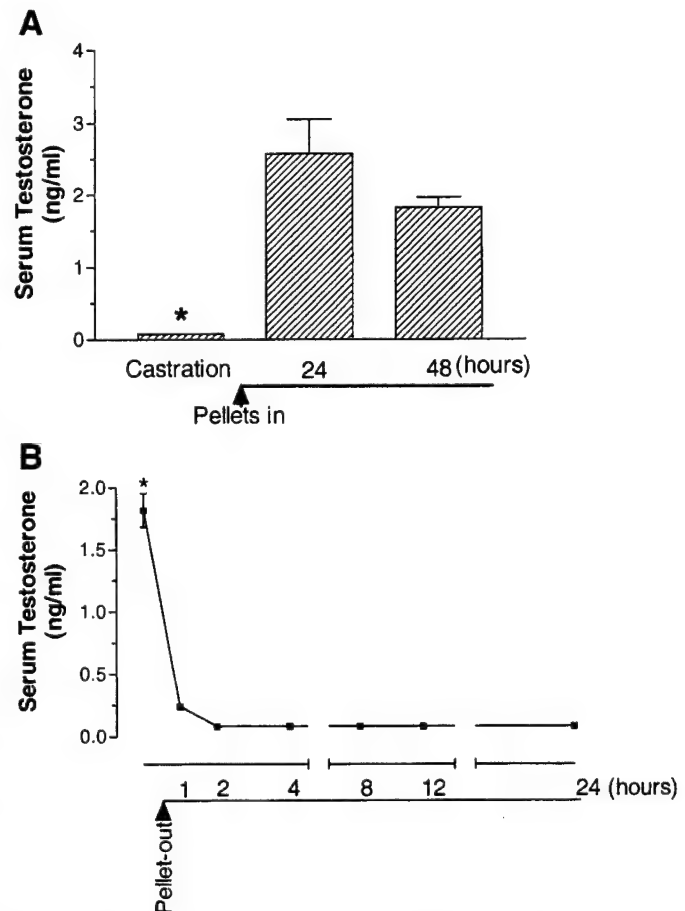 A
Serum Testosterone
(ng/ml)
4
3
2
1
0
*
Castration 24 48 (hours)
Pellets in
B
Serum Testosterone
(ng/ml)
2.0
1.5
1.0
0.5
0.0
*
1 2 4 8 12 24 (hours)
Pellet-out